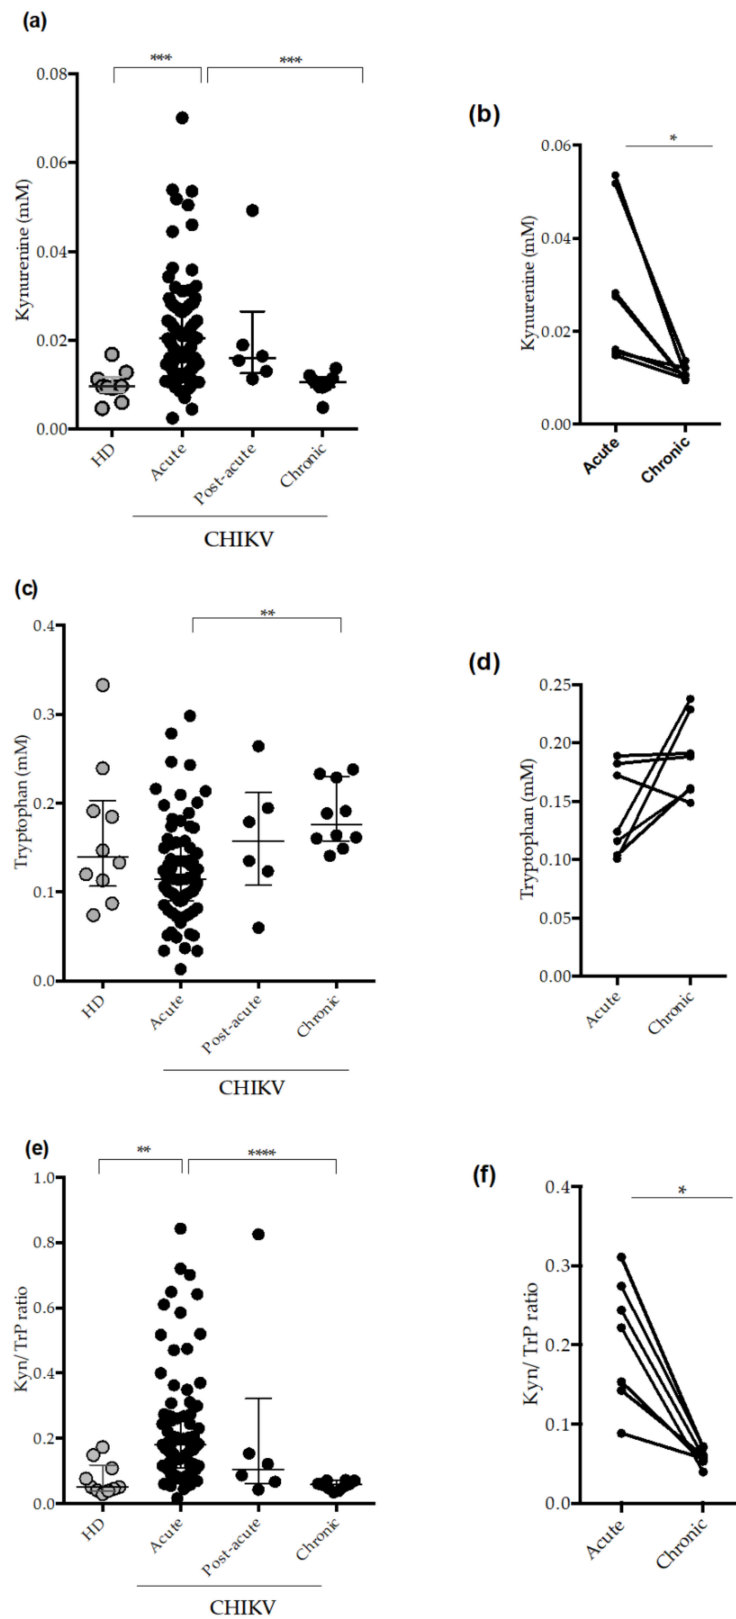 (a)
*** ***
0.08
0.06
0.04
0.02
0.00
Kynurenine (mM)
HD
Acute
Post-acute
Chronic
CHIKV
(b)
*
0.06
0.04
0.02
0.00
Kynurenine (mM)
Acute
Chronic
(c)
**
0.4
0.3
0.2
0.1
0.0
Tryptophan (mM)
HD
Acute
Post-acute
Chronic
CHIKV
(d)
0.25
0.20
0.15
0.10
0.05
0.00
Tryptophan (mM)
Acute
Chronic
(e)
** ****
1.0
0.8
0.6
0.4
0.2
0.0
Kyn/ TrP ratio
HD
Acute
Post-acute
Chronic
CHIKV
(f)
*
0.4
0.3
0.2
0.1
0.0
Kyn/ TrP ratio
Acute
Chronic